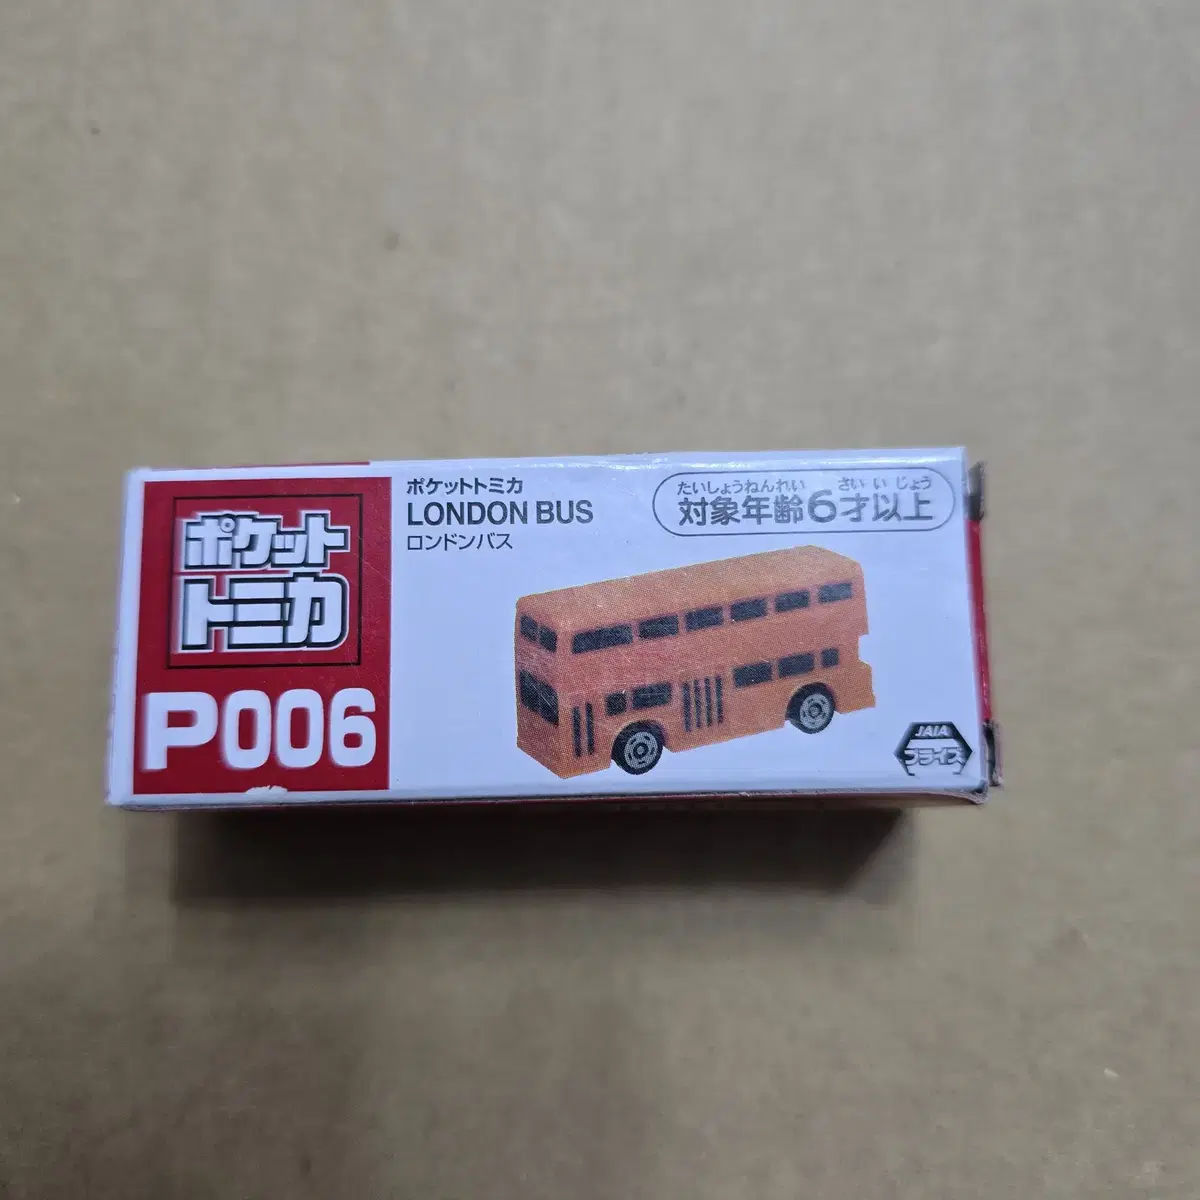 ポケット
トミカ
P006
ポケットトミカ
LONDON BUS
ロンドンバス
たいしょうねんれい さい い じょう
対象年齢6才以上
JAIA
プライズ